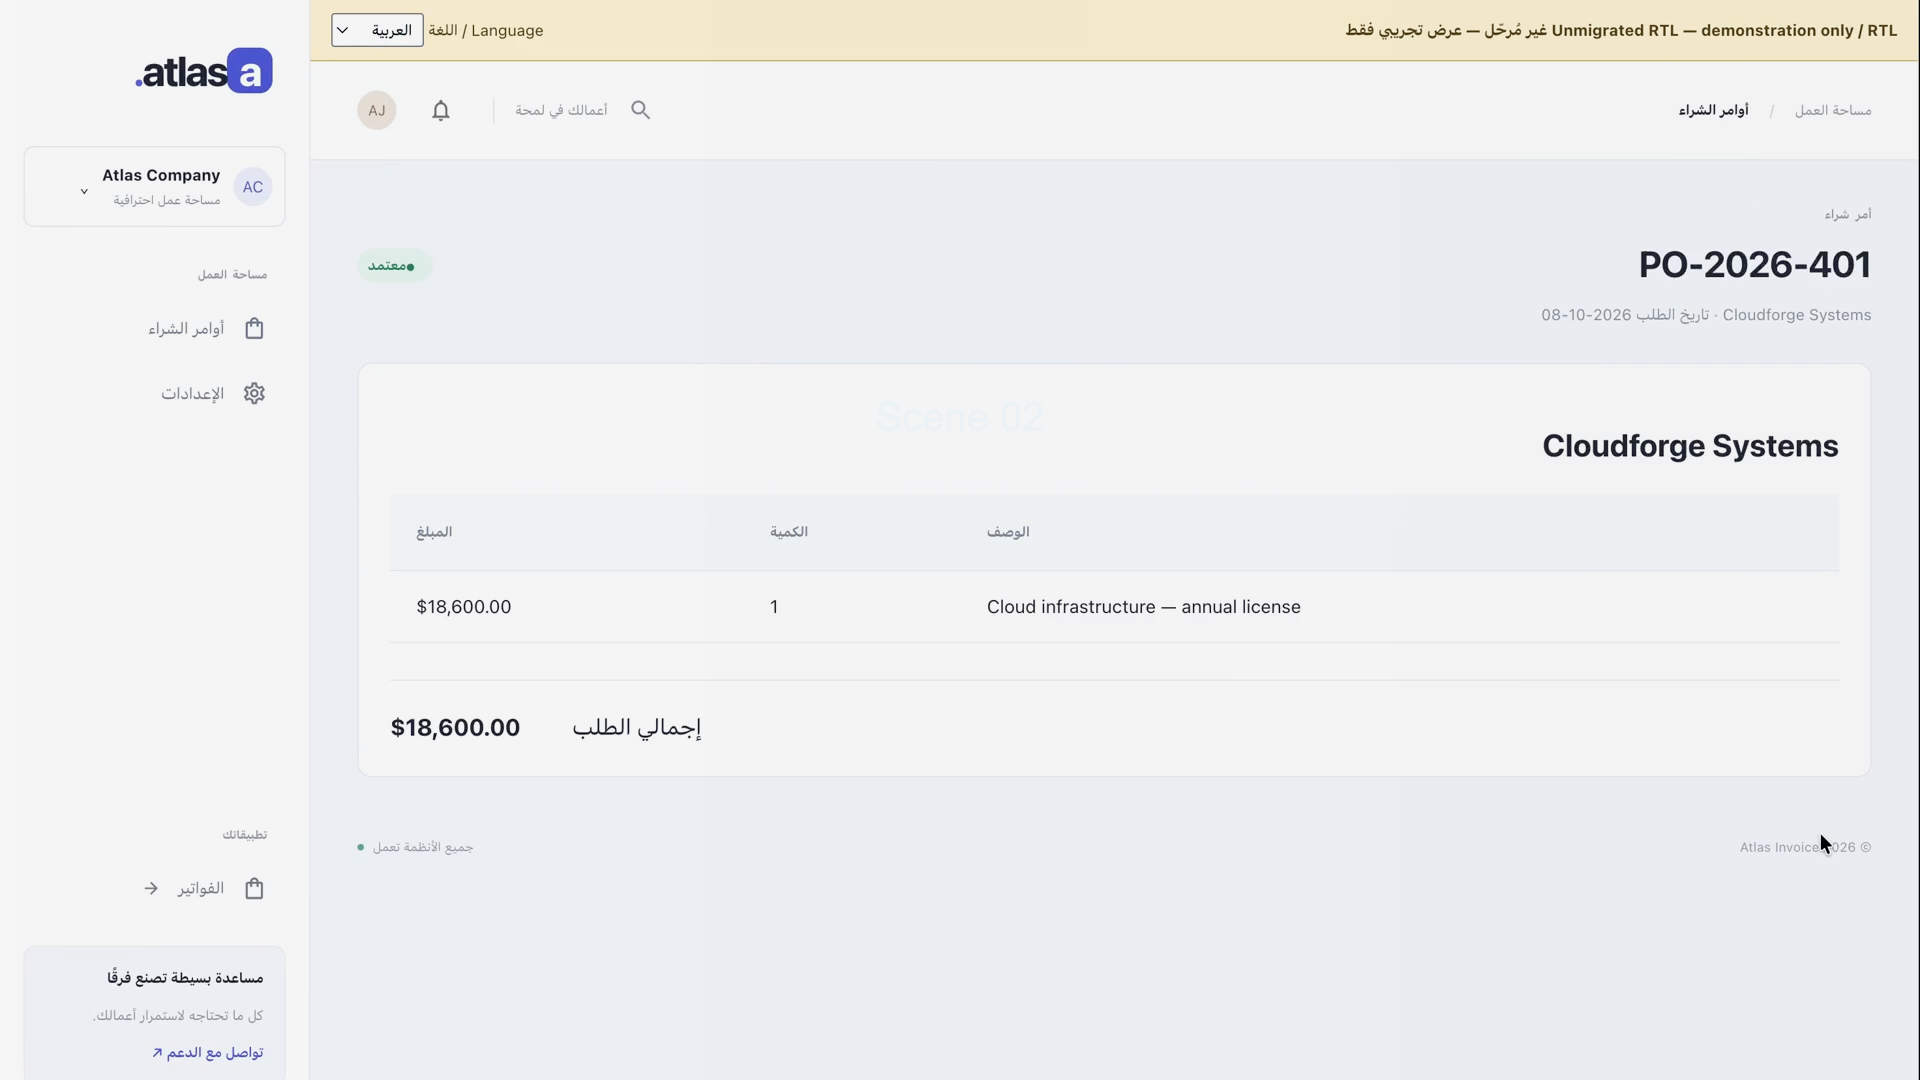 Unmigrated RTL — demonstration only / RTL غير مُرحّل — عرض تجريبي فقط
Language / اللغة
العربية
a
atlas.
AC
Atlas Company
مساحة عمل احترافية
مساحة العمل
أوامر الشراء
الإعدادات
تطبيقاتك
الفواتير →
مساعدة بسيطة تصنع فرقًا
كل ما تحتاجه لاستمرار أعمالك.
تواصل مع الدعم ↗
مساحة العمل / أوامر الشراء
أعمالك في لمحة
AJ
أمر شراء
PO-2026-401
معتمد
Cloudforge Systems · تاريخ الطلب 2026-10-08
Scene 02
Cloudforge Systems
الوصف الكمية المبلغ
Cloud infrastructure — annual license 1 $18,600.00
إجمالي الطلب $18,600.00
© Atlas
جميع الأنظمة تعمل